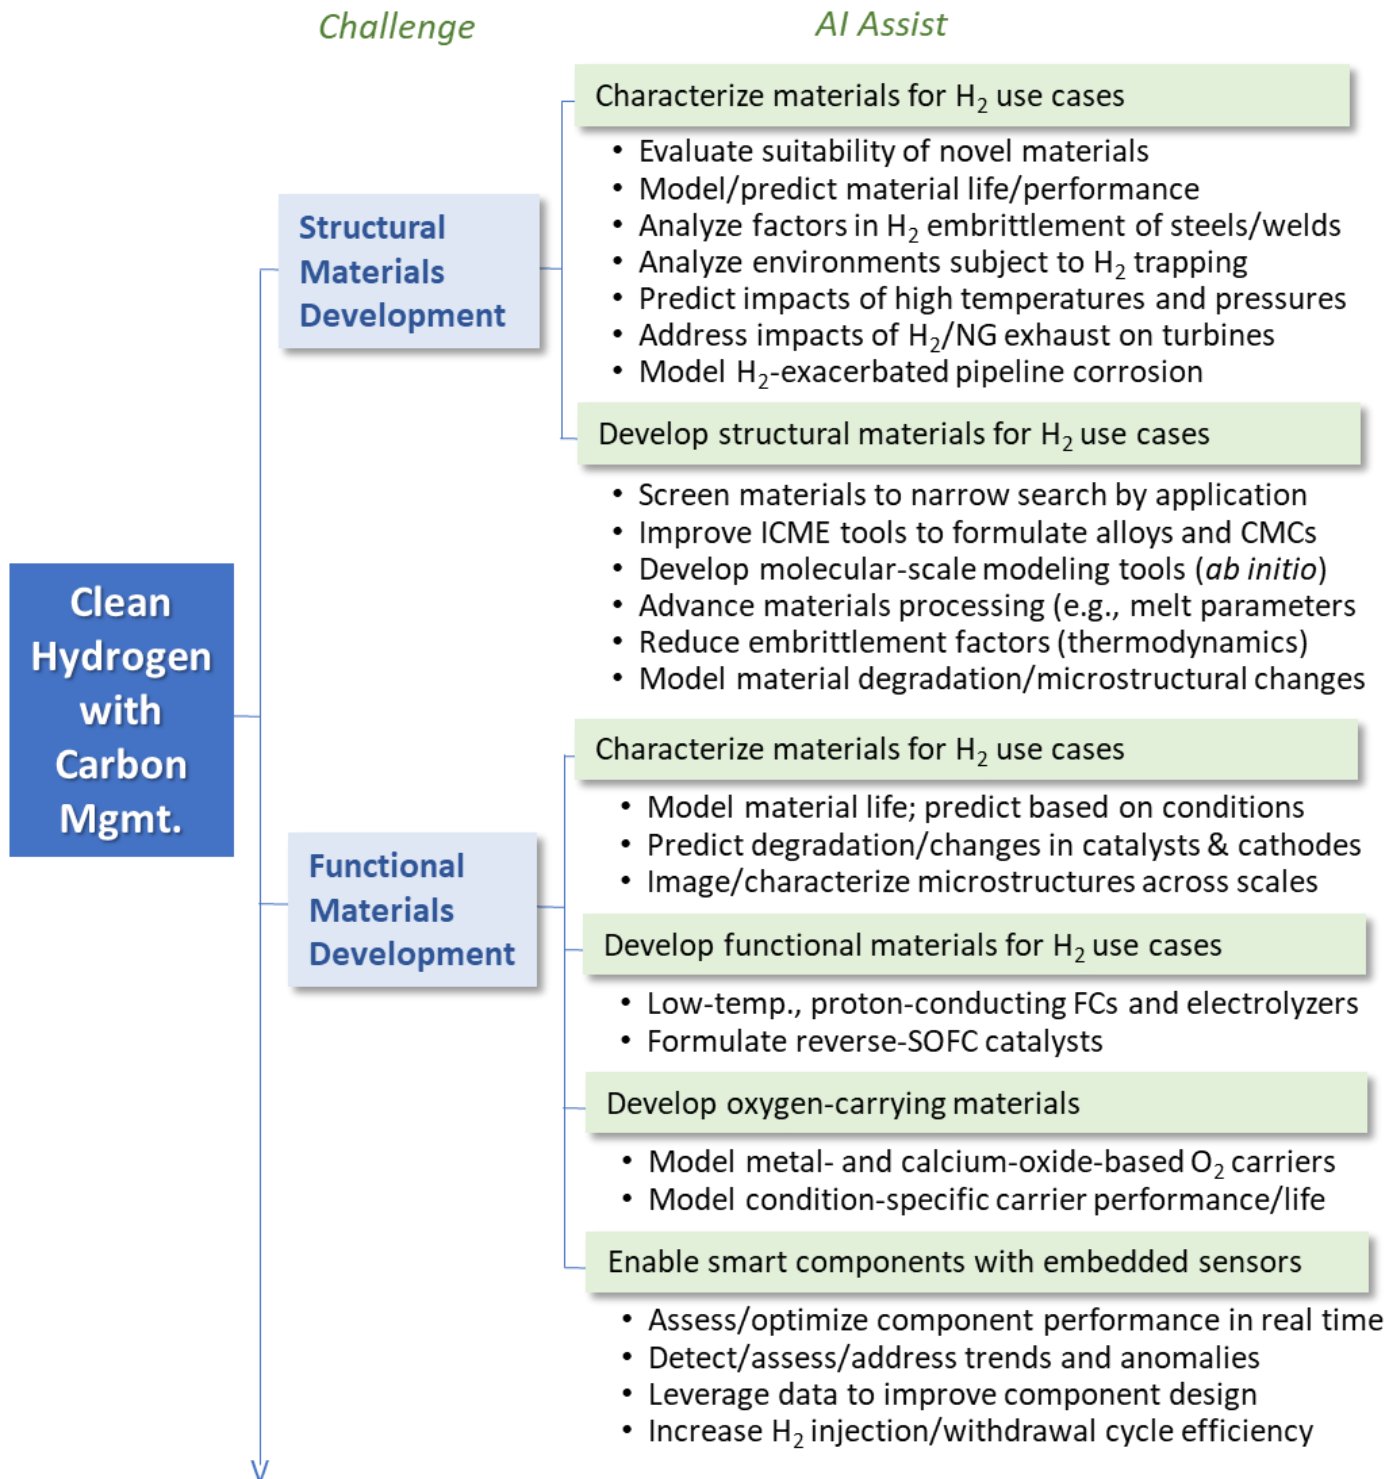 Challenge
AI Assist
Clean
Hydrogen
with
Carbon
Mgmt.
Structural
Materials
Development
Characterize materials for H₂ use cases
• Evaluate suitability of novel materials
• Model/predict material life/performance
• Analyze factors in H₂ embrittlement of steels/welds
• Analyze environments subject to H₂ trapping
• Predict impacts of high temperatures and pressures
• Address impacts of H₂/NG exhaust on turbines
• Model H₂-exacerbated pipeline corrosion
Develop structural materials for H₂ use cases
• Screen materials to narrow search by application
• Improve ICME tools to formulate alloys and CMCs
• Develop molecular-scale modeling tools (ab initio)
• Advance materials processing (e.g., melt parameters
• Reduce embrittlement factors (thermodynamics)
• Model material degradation/microstructural changes
Functional
Materials
Development
Characterize materials for H₂ use cases
• Model material life; predict based on conditions
• Predict degradation/changes in catalysts & cathodes
• Image/characterize microstructures across scales
Develop functional materials for H₂ use cases
• Low-temp., proton-conducting FCs and electrolyzers
• Formulate reverse-SOFC catalysts
Develop oxygen-carrying materials
• Model metal- and calcium-oxide-based O₂ carriers
• Model condition-specific carrier performance/life
Enable smart components with embedded sensors
• Assess/optimize component performance in real time
• Detect/assess/address trends and anomalies
• Leverage data to improve component design
• Increase H₂ injection/withdrawal cycle efficiency